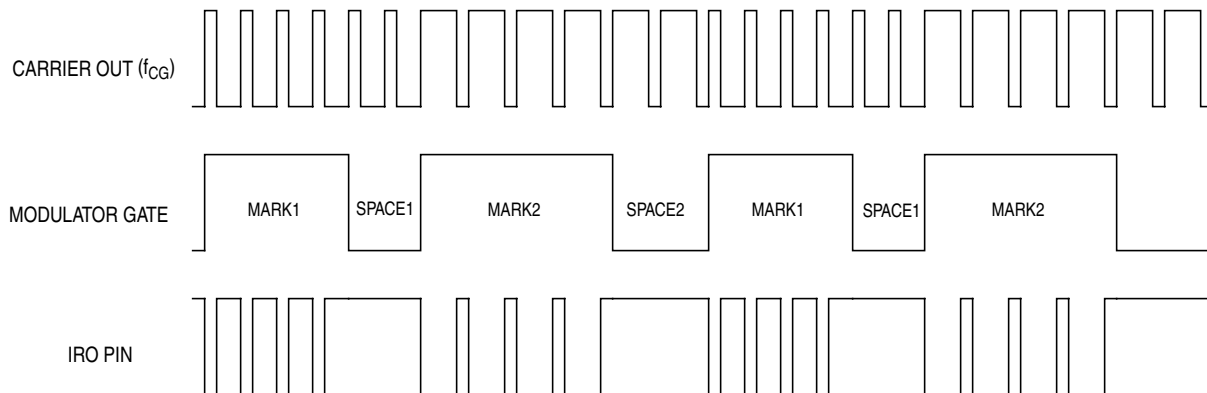 CARRIER OUT (fCG)
MODULATOR GATE
MARK1
SPACE1
MARK2
SPACE2
MARK1
SPACE1
MARK2
IRO PIN